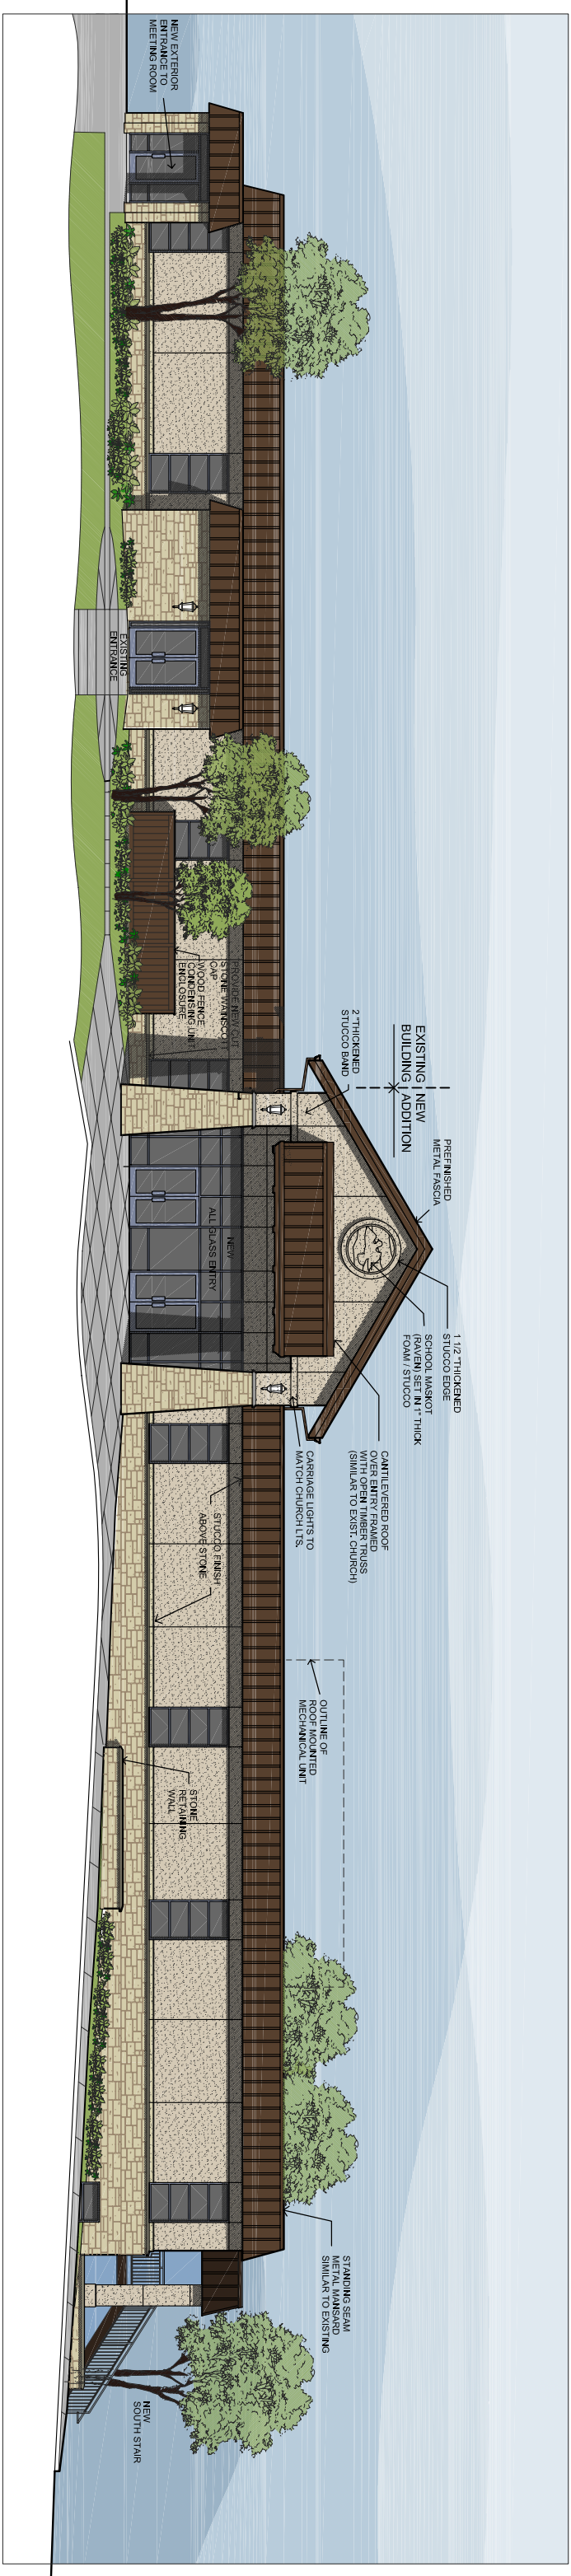 NEW EXTERIOR
ENTRANCE TO
MEETING ROOM
EXISTING
ENTRANCE
PROVIDE NEW CUT
STONE WAINSCOT
CAP
WOOD FENCE
CONDENSING UNIT
ENCLOSURE
2 "THICKENED
STUCCO BAND
EXISTING NEW
BUILDING ADDITION
PREFINISHED
METAL FASCIA
NEW
ALL GLASS ENTRY
1 1/2 "THICKENED
STUCCO EDGE
SCHOOL MASKOT
(RAVEN) SET IN 1" THICK
FOAM / STUCCO
CANTILEVERED ROOF
OVER ENTRY FRAMED
WITH OPEN TIMBER TRUSS
(SIMILAR TO EXIST. CHURCH)
CARRIAGE LIGHTS TO
MATCH CHURCH LTS.
STUCCO FINISH
ABOVE STONE
OUTLINE OF
ROOF MOUNTED
MECHANICAL UNIT
STONE
RETAINING
WALL
STANDING SEAM
METAL MANSARD
SIMILAR TO EXISTING
NEW
SOUTH STAIR